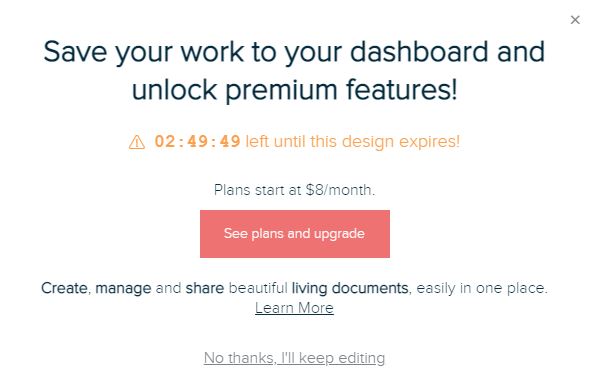 Save your work to your dashboard and
unlock premium features!
02:49:49 left until this design expires!
Plans start at $8/month.
See plans and upgrade
Create, manage and share beautiful living documents, easily in one place.
Learn More
No thanks, I'll keep editing